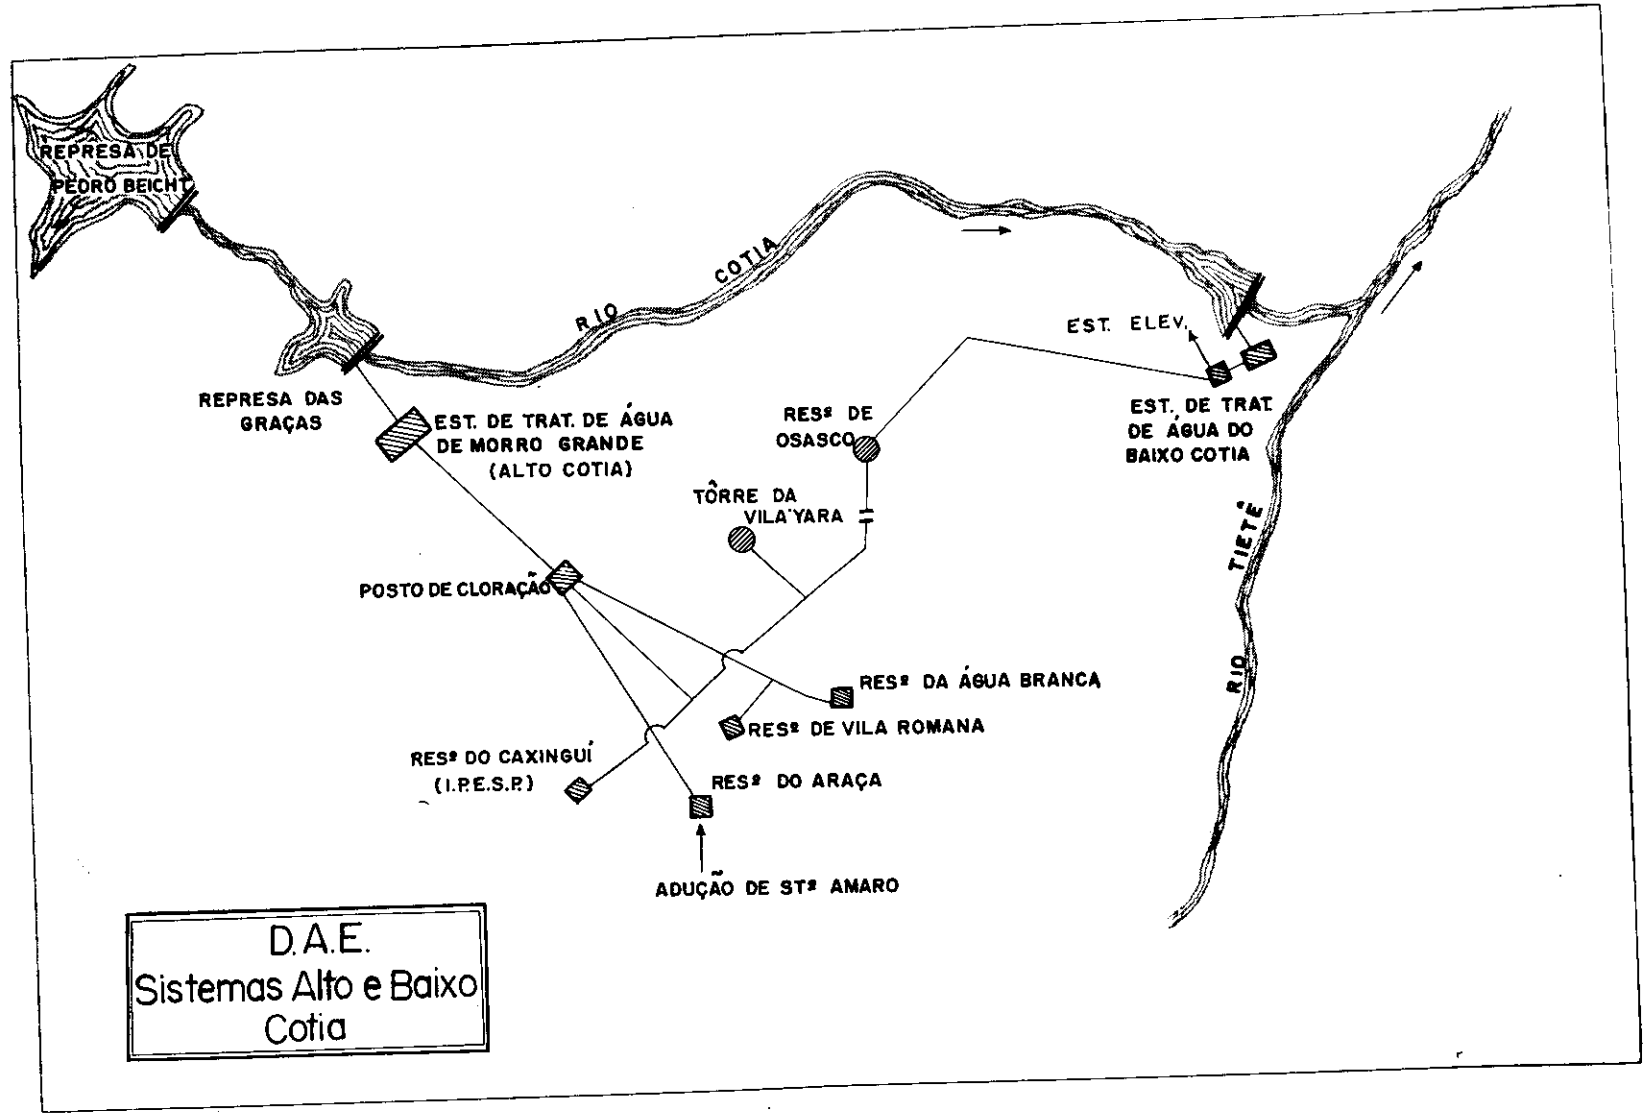 REPRESA DE
PEDRO BEICHT
RIO COTIA
EST. ELEV.
REPRESA DAS
GRAÇAS
EST. DE TRAT. DE ÁGUA
DE MORRO GRANDE
(ALTO COTIA)
RESº DE
OSASCO
EST. DE TRAT.
DE ÁGUA DO
BAIXO COTIA
TÔRRE DA
VILA YARA
RIO TIETÊ
POSTO DE CLORAÇÃO
RESº DA ÁGUA BRANCA
RESº DE VILA ROMANA
RESº DO CAXINGUÍ
(I.P.E.S.P.)
RESº DO ARAÇA
ADUÇÃO DE STº AMARO
D.A.E.
Sistemas Alto e Baixo
Cotia